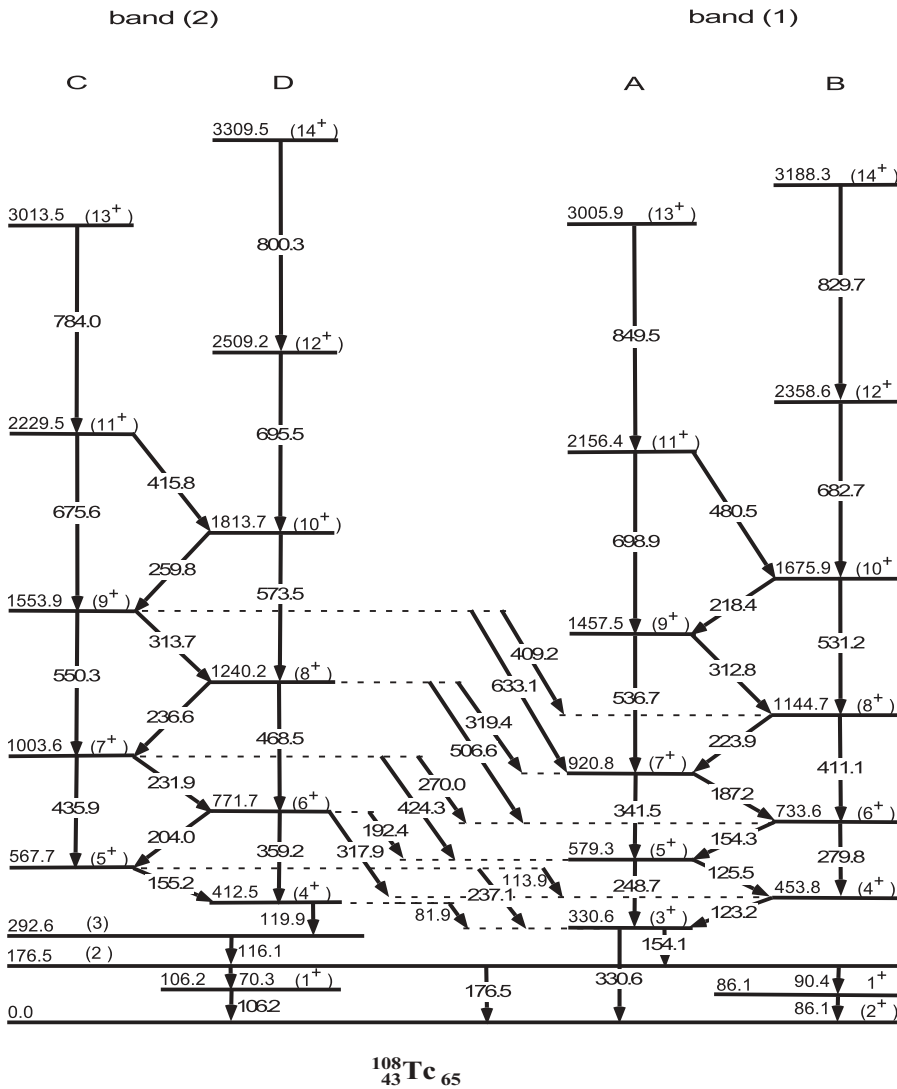 band (2) band (1)
C D A B
3309.5 (14+)
3188.3 (14+)
3013.5 (13+) 3005.9 (13+)
800.3 829.7
784.0 849.5
2509.2 (12+)
2358.6 (12+
2229.5 (11+) 2156.4 (11+)
695.5
415.8 682.7
675.6 480.5
1813.7 (10+) 698.9
259.8 1675.9 (10+
573.5 218.4
1553.9 (9+) 1457.5 (9+)
313.7 409.2 312.8 531.2
550.3 1240.2 (8+) 633.1 536.7
236.6 319.4 1144.7 (8+)
468.5 506.6 223.9
1003.6 (7+) 920.8 (7+)
231.9 270.0 187.2 411.1
435.9 771.7 (6+) 424.3 341.5 733.6 (6+)
204.0 192.4 154.3
359.2 317.9 579.3 (5+)
567.7 (5+) 125.5 279.8
155.2 412.5 (4+) 237.1 113.9 248.7 453.8 (4+)
119.9 81.9 330.6 (3+) 123.2
292.6 (3) 154.1
116.1
176.5 (2)
106.2 70.3 (1+) 176.5 330.6 86.1 90.4 1+
106.2 86.1 (2+)
0.0
108 43 Tc 65